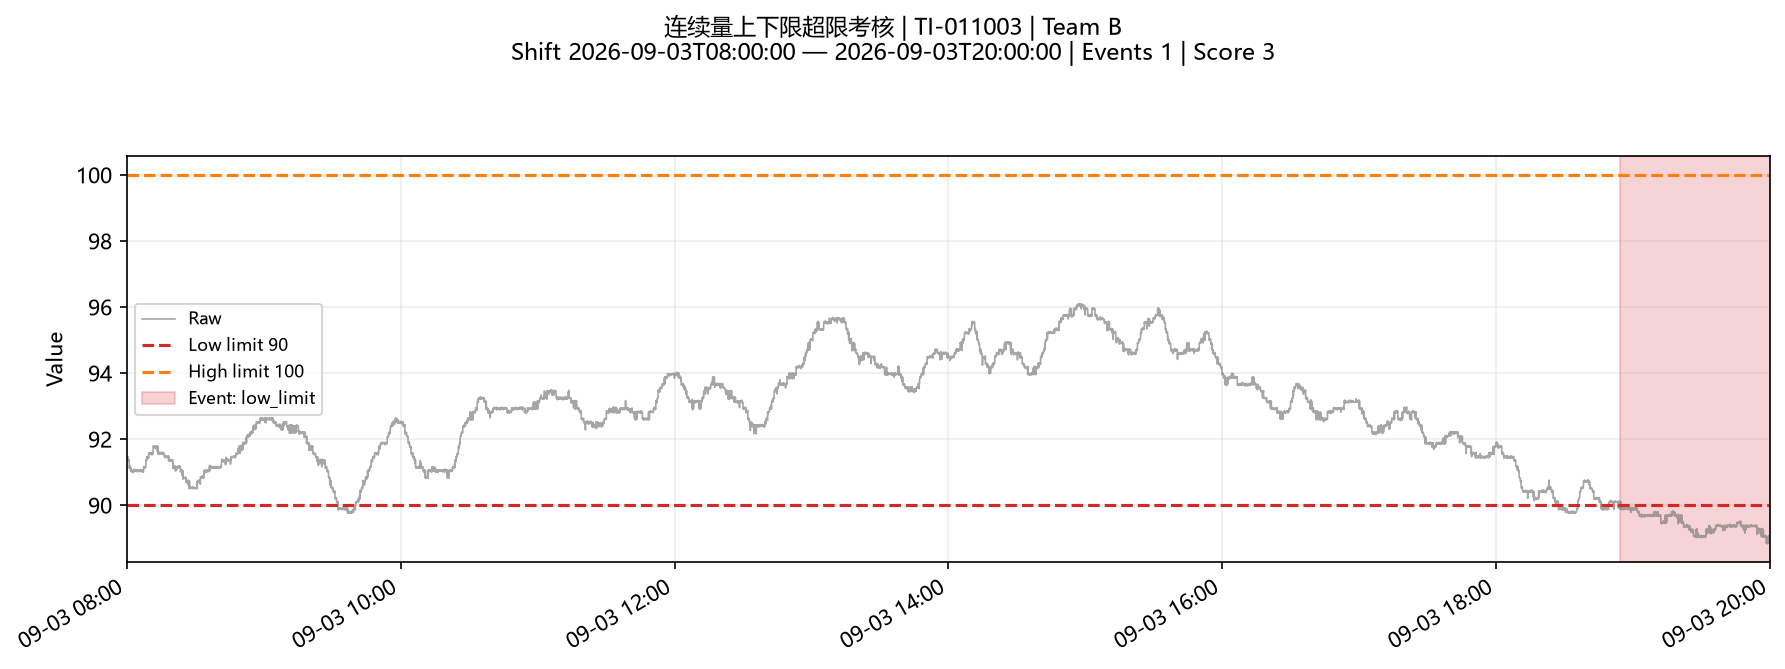 连续量上下限超限考核 | TI-011003 | Team B
Shift 2026-09-03T08:00:00 — 2026-09-03T20:00:00 | Events 1 | Score 3
Value
100
98
96
94
92
90
Raw
Low limit 90
High limit 100
Event: low_limit
09-03 08:00
09-03 10:00
09-03 12:00
09-03 14:00
09-03 16:00
09-03 18:00
09-03 20:00